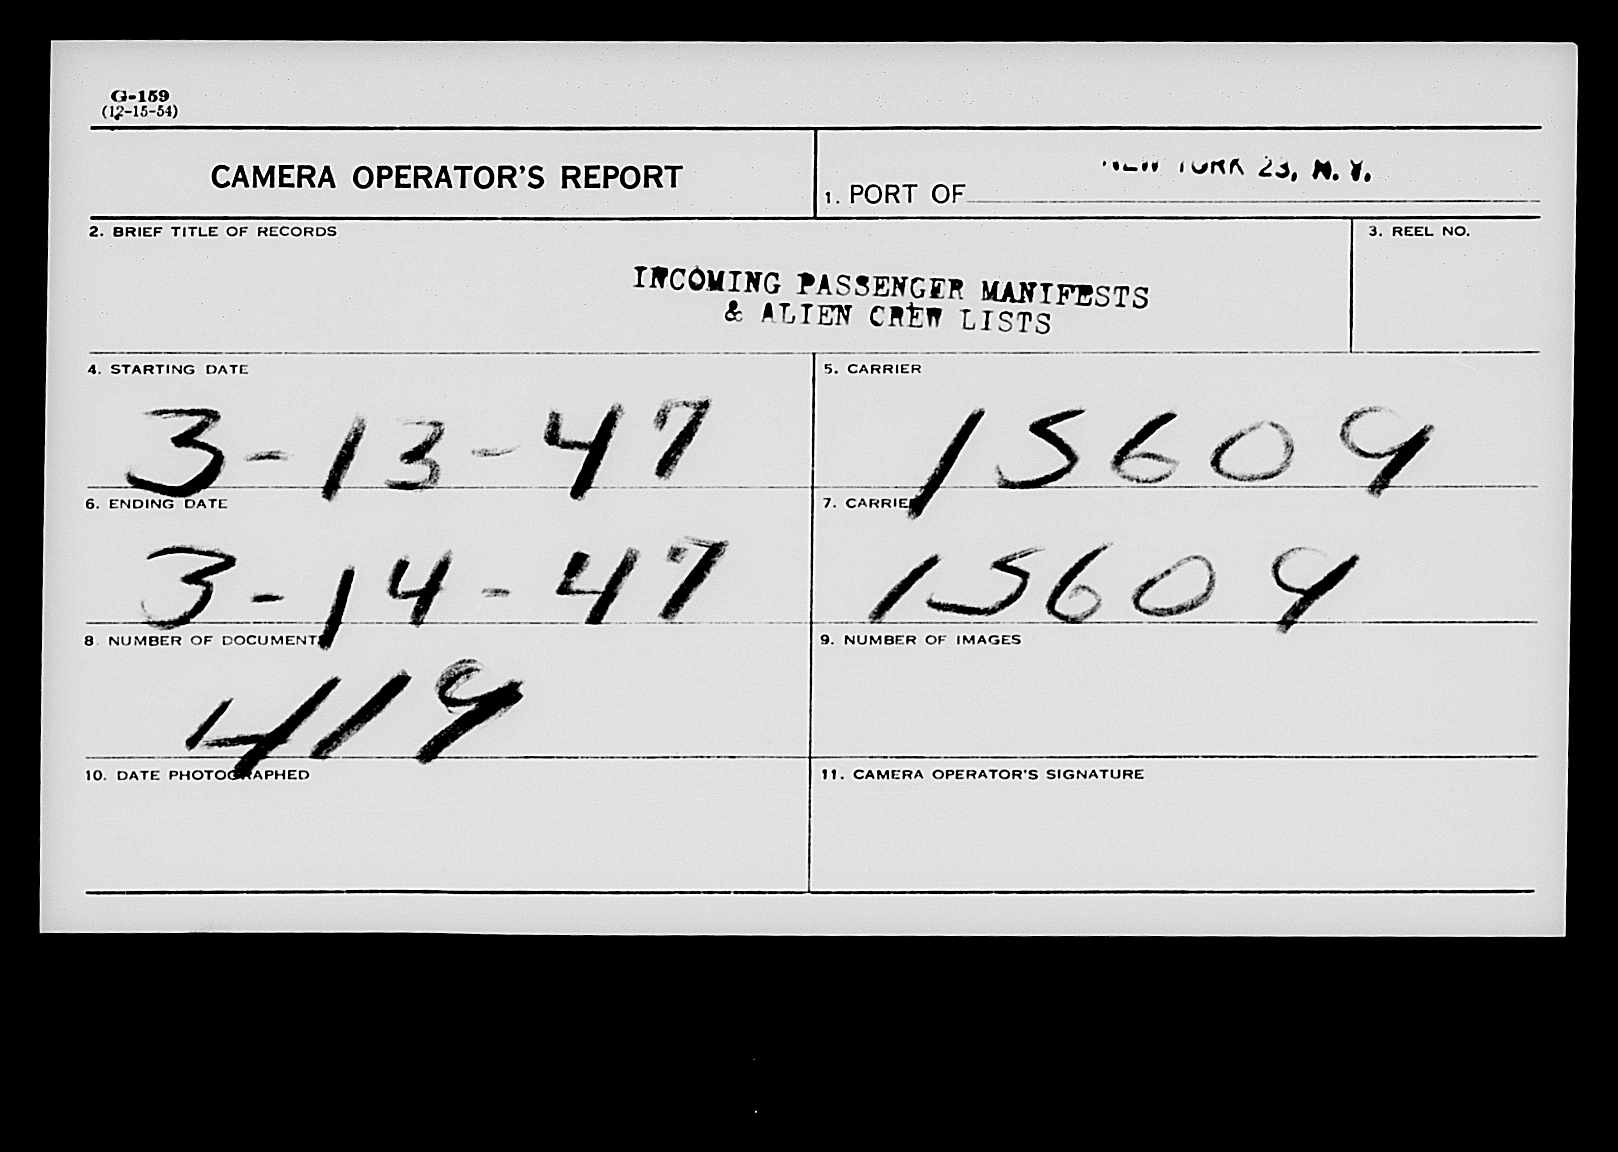 G-159
(12-15-54)
CAMERA OPERATOR'S REPORT
1. PORT OF NEW YORK 23, N. Y.
2. BRIEF TITLE OF RECORDS
3. REEL NO.
INCOMING PASSENGER MANIFESTS
& ALIEN CREW LISTS
4. STARTING DATE
3-13-47
5. CARRIER
15609
6. ENDING DATE
3-14-47
7. CARRIER
15609
8. NUMBER OF DOCUMENTS
419
9. NUMBER OF IMAGES
10. DATE PHOTOGRAPHED
11. CAMERA OPERATOR'S SIGNATURE